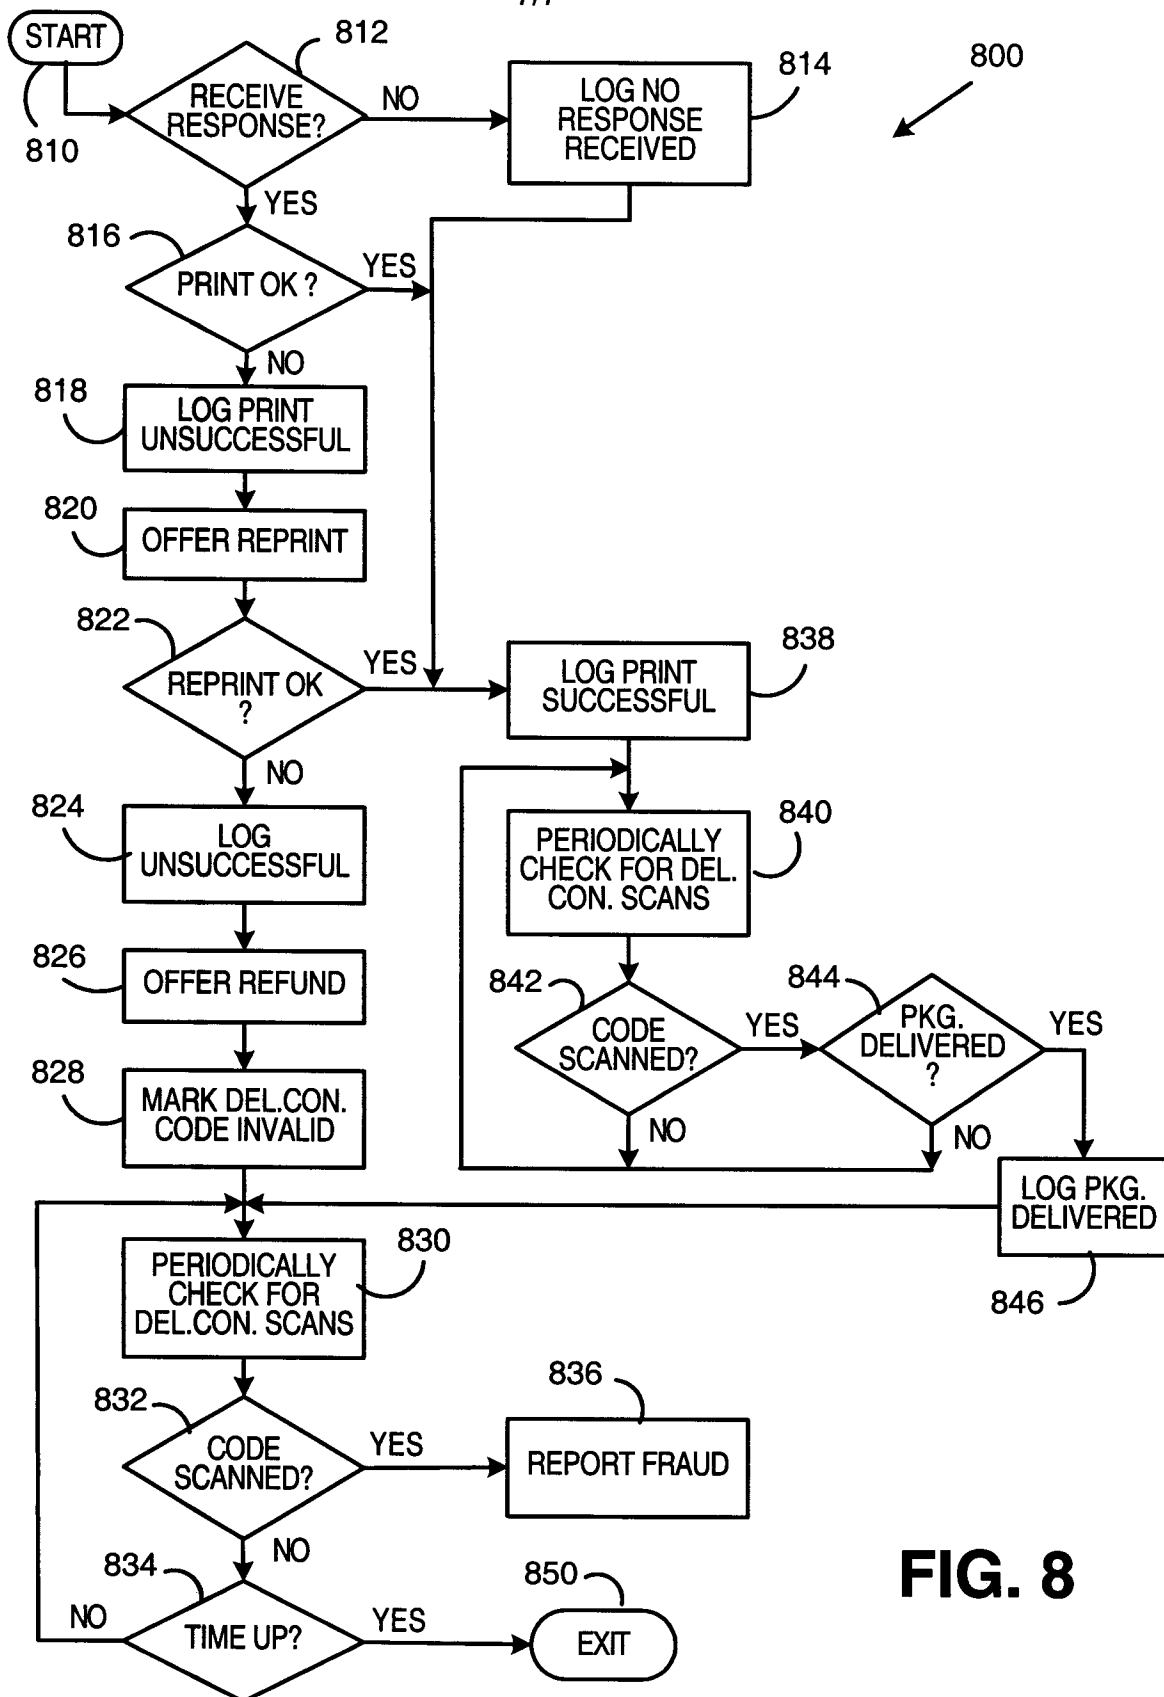 START
812
RECEIVE
RESPONSE?
NO
LOG NO
RESPONSE
RECEIVED
814
800
810
YES
816
PRINT OK ?
YES
NO
818
LOG PRINT
UNSUCCESSFUL
820
OFFER REPRINT
822
REPRINT OK
?
YES
LOG PRINT
SUCCESSFUL
838
NO
824
LOG
UNSUCCESSFUL
PERIODICALLY
CHECK FOR DEL.
CON. SCANS
840
826
OFFER REFUND
842
CODE
SCANNED?
YES
844
PKG.
DELIVERED
?
YES
828
MARK DEL.CON.
CODE INVALID
NO
NO
LOG PKG.
DELIVERED
846
PERIODICALLY
CHECK FOR
DEL.CON. SCANS
830
832
CODE
SCANNED?
YES
836
REPORT FRAUD
NO
834
NO
TIME UP?
YES
850
EXIT
FIG. 8